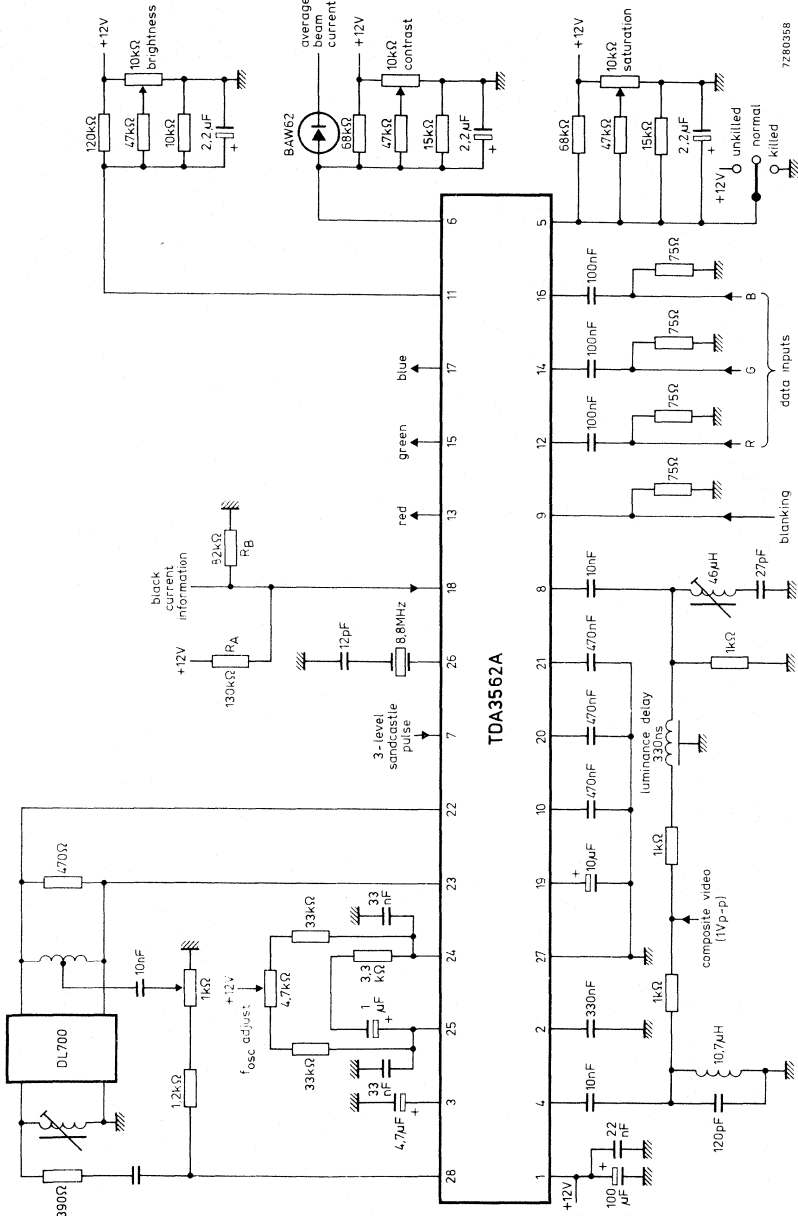 +12V
120kΩ
10kΩ
brightness
47kΩ
10kΩ
2,2µF
+
average
beam
current
BAW62
+12V
68kΩ
10kΩ
contrast
47kΩ
15kΩ
2,2µF
+
+12V
68kΩ
10kΩ
saturation
47kΩ
15kΩ
2,2µF
+
+12V
unkilled
normal
killed
7Z80358
470Ω
DL700
10nF
1kΩ
1,2kΩ
390Ω
+12V
fosc adjust
4,7kΩ
33kΩ
33kΩ
33
nF
3,3
kΩ
1
µF
+
33
nF
4,7µF
+
3-level
sandcastle
pulse
12pF
8,8MHz
+12V
RA
130kΩ
black
current
information
82kΩ
RB
red
green
blue
28
3
25
24
23
22
7
26
18
13
15
17
11
6
TDA3562A
1
4
2
27
19
10
20
21
8
9
12
14
16
5
+12V
100
µF
+
22
nF
10nF
120pF
10,7µH
330nF
1kΩ
composite video
(1Vp-p)
1kΩ
+
10µF
470nF
470nF
470nF
luminance delay
330ns
1kΩ
10nF
46µH
27pF
75Ω
blanking
100nF
75Ω
R
100nF
75Ω
G
100nF
75Ω
B
data inputs